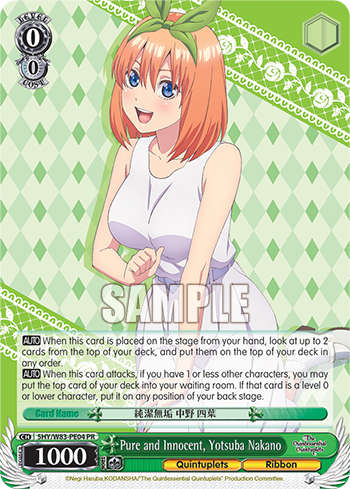 LEVEL
0
0
COST
SAMPLE
AUTO When this card is placed on the stage from your hand, look at up to 2
cards from the top of your deck, and put them on the top of your deck in
any order.
AUTO When this card attacks, if you have 1 or less other characters, you may
put the top card of your deck into your waiting room. If that card is a level 0
or lower character, put it on any position of your back stage.
Card Name 純潔無垢 中野 四葉
CH 5HY/W83-PE04 PR
POWER 1000
Pure and Innocent, Yotsuba Nakano
The Quintessential Quintuplets
Quintuplets Ribbon
©Negi Haruba,KODANSHA/"The Quintessential Quintuplets" Production Committee.